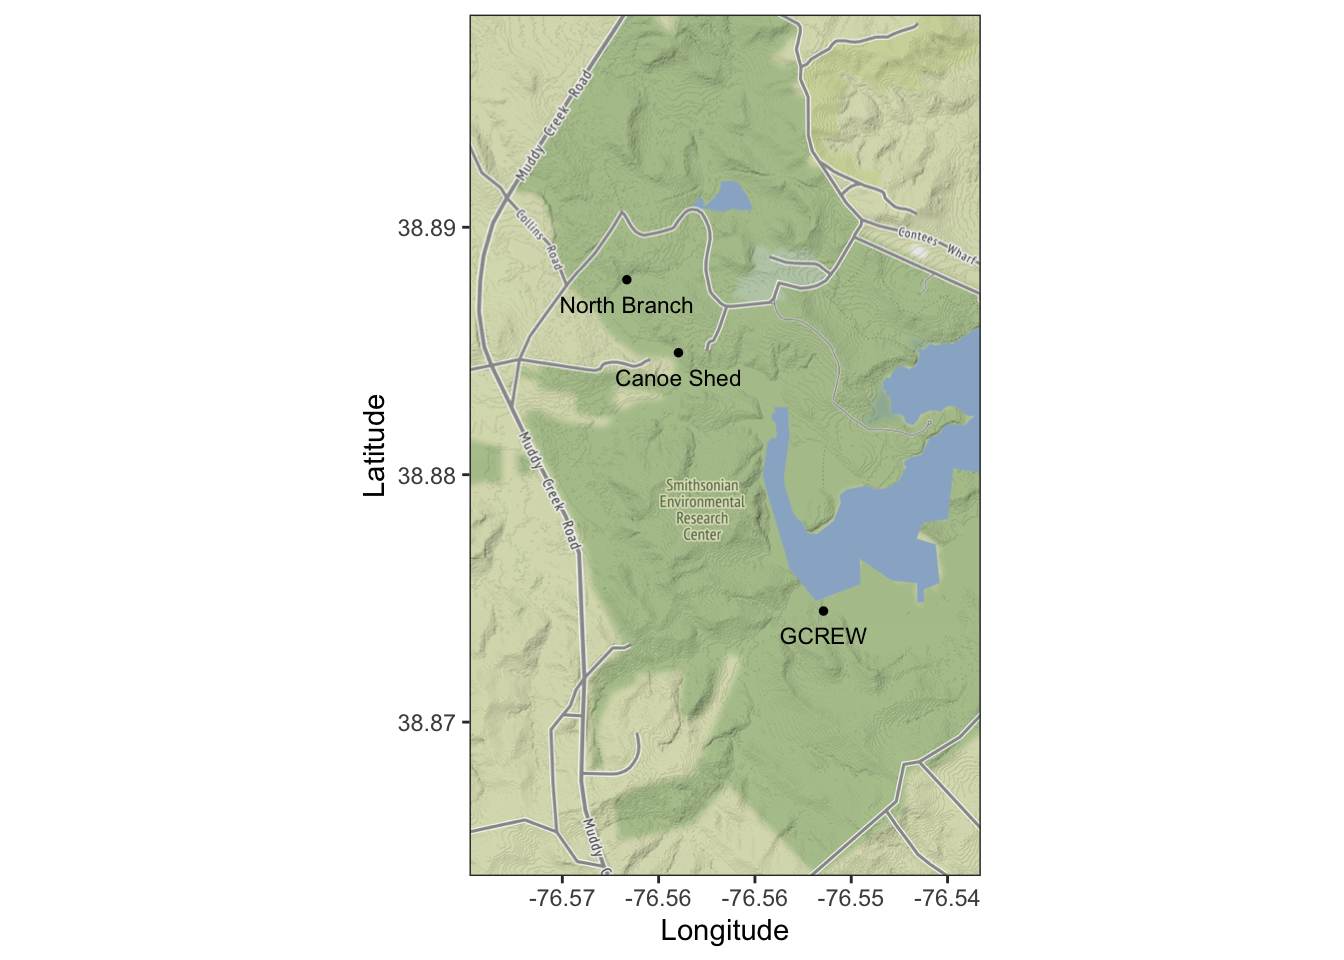 Muddy Creek Road
Collins Road
Contees Wharf
38.89
North Branch
Canoe Shed
Latitude
Muddy Creek Road
38.88
Smithsonian
Environmental
Research
Center
GCREW
38.87
Muddy C
-76.57
-76.56
-76.56
-76.55
-76.54
Longitude